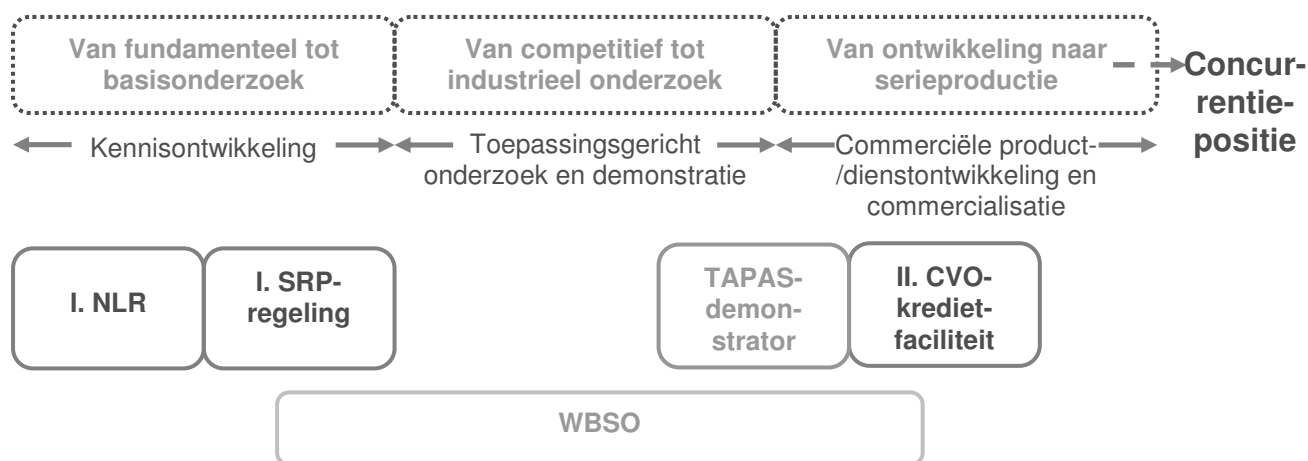 Van fundamenteel tot
basisonderzoek
Van competitief tot
industrieel onderzoek
Van ontwikkeling naar
serieproductie
Concur-
rentie-
positie
Kennisontwikkeling
Toepassingsgericht
onderzoek en demonstratie
Commerciële product-
/dienstontwikkeling en
commercialisatie
I. NLR
I. SRP-
regeling
TAPAS-
demon-
strator
II. CVO-
krediet-
faciliteit
WBSO